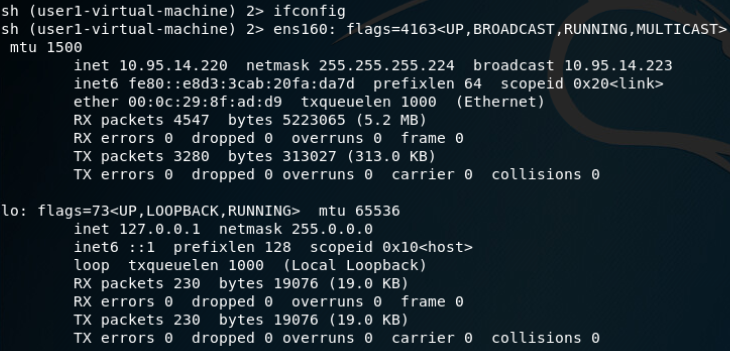 sh (user1-virtual-machine) 2> ifconfig
sh (user1-virtual-machine) 2> ens160: flags=4163<UP,BROADCAST,RUNNING,MULTICAST>
 mtu 1500
        inet 10.95.14.220  netmask 255.255.255.224  broadcast 10.95.14.223
        inet6 fe80::e8d3:3cab:20fa:da7d  prefixlen 64  scopeid 0x20<link>
        ether 00:0c:29:8f:ad:d9  txqueuelen 1000  (Ethernet)
        RX packets 4547  bytes 5223065 (5.2 MB)
        RX errors 0  dropped 0  overruns 0  frame 0
        TX packets 3280  bytes 313027 (313.0 KB)
        TX errors 0  dropped 0 overruns 0  carrier 0  collisions 0

lo: flags=73<UP,LOOPBACK,RUNNING>  mtu 65536
        inet 127.0.0.1  netmask 255.0.0.0
        inet6 ::1  prefixlen 128  scopeid 0x10<host>
        loop  txqueuelen 1000  (Local Loopback)
        RX packets 230  bytes 19076 (19.0 KB)
        RX errors 0  dropped 0  overruns 0  frame 0
        TX packets 230  bytes 19076 (19.0 KB)
        TX errors 0  dropped 0 overruns 0  carrier 0  collisions 0